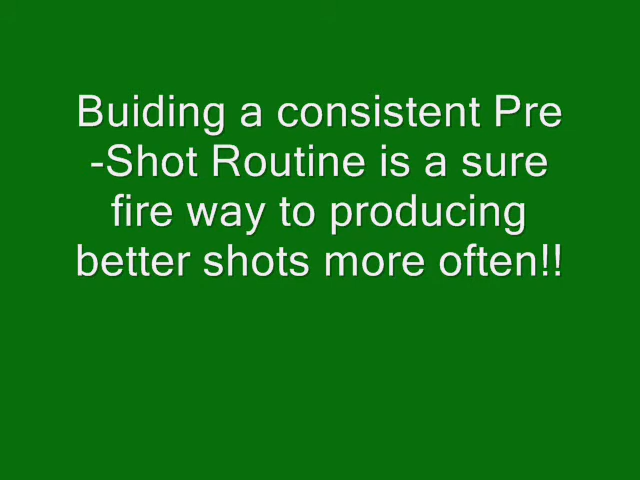 Buiding a consistent Pre
-Shot Routine is a sure
fire way to producing
better shots more often!!